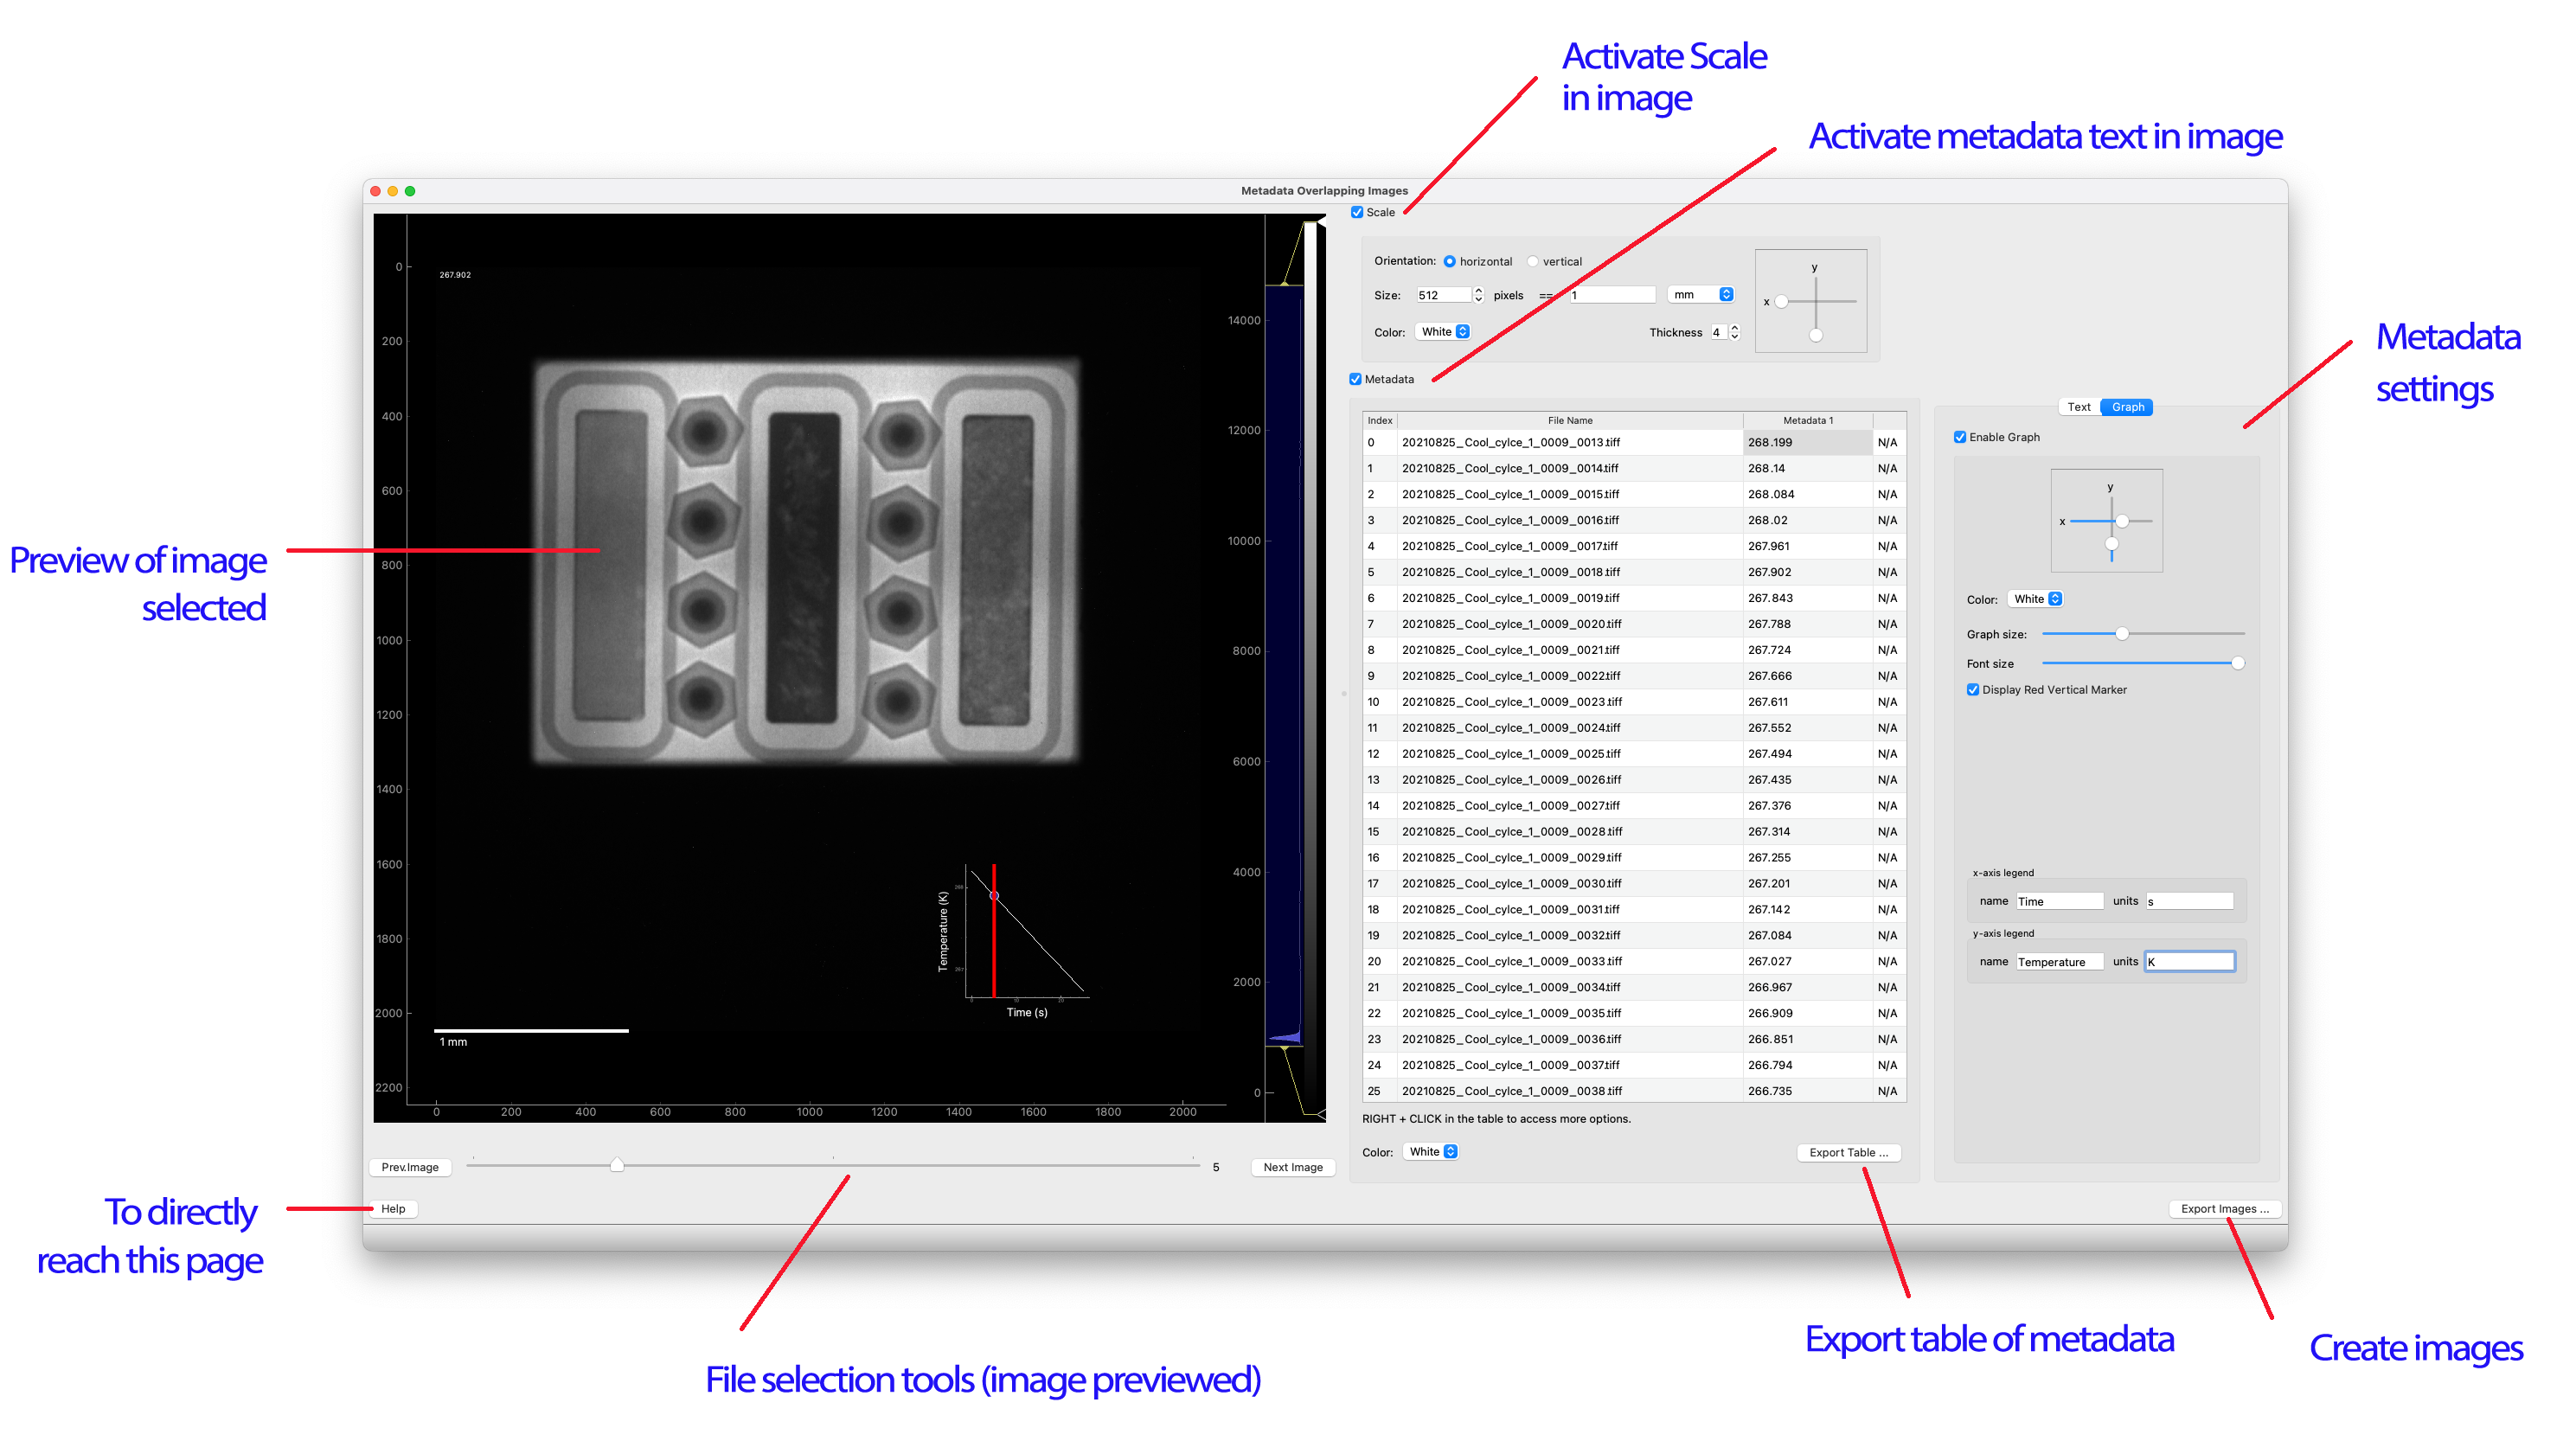 Activate Scale
in image
Activate metadata text in image
Metadata Overlapping Images
Scale
Orientation: horizontal vertical
Size: 512 pixels == 1 mm
Color: White Thickness 4
y
x
Metadata
settings
Metadata
Index File Name Metadata 1
0 20210825_Cool_cylce_1_0009_0013.tiff 268.199 N/A
1 20210825_Cool_cylce_1_0009_0014.tiff 268.14 N/A
2 20210825_Cool_cylce_1_0009_0015.tiff 268.084 N/A
3 20210825_Cool_cylce_1_0009_0016.tiff 268.02 N/A
4 20210825_Cool_cylce_1_0009_0017.tiff 267.961 N/A
5 20210825_Cool_cylce_1_0009_0018.tiff 267.902 N/A
6 20210825_Cool_cylce_1_0009_0019.tiff 267.843 N/A
7 20210825_Cool_cylce_1_0009_0020.tiff 267.788 N/A
8 20210825_Cool_cylce_1_0009_0021.tiff 267.724 N/A
9 20210825_Cool_cylce_1_0009_0022.tiff 267.666 N/A
10 20210825_Cool_cylce_1_0009_0023.tiff 267.611 N/A
11 20210825_Cool_cylce_1_0009_0024.tiff 267.552 N/A
12 20210825_Cool_cylce_1_0009_0025.tiff 267.494 N/A
13 20210825_Cool_cylce_1_0009_0026.tiff 267.435 N/A
14 20210825_Cool_cylce_1_0009_0027.tiff 267.376 N/A
15 20210825_Cool_cylce_1_0009_0028.tiff 267.314 N/A
16 20210825_Cool_cylce_1_0009_0029.tiff 267.255 N/A
17 20210825_Cool_cylce_1_0009_0030.tiff 267.201 N/A
18 20210825_Cool_cylce_1_0009_0031.tiff 267.142 N/A
19 20210825_Cool_cylce_1_0009_0032.tiff 267.084 N/A
20 20210825_Cool_cylce_1_0009_0033.tiff 267.027 N/A
21 20210825_Cool_cylce_1_0009_0034.tiff 266.967 N/A
22 20210825_Cool_cylce_1_0009_0035.tiff 266.909 N/A
23 20210825_Cool_cylce_1_0009_0036.tiff 266.851 N/A
24 20210825_Cool_cylce_1_0009_0037.tiff 266.794 N/A
25 20210825_Cool_cylce_1_0009_0038.tiff 266.735 N/A
RIGHT + CLICK in the table to access more options.
Color: White
Export Table ...
Text Graph
Enable Graph
y
x
Color: White
Graph size:
Font size
Display Red Vertical Marker
x-axis legend
name Time units s
y-axis legend
name Temperature units K
267.902
0
200
400
600
800
1000
1200
1400
1600
1800
2000
2200
0 200 400 600 800 1000 1200 1400 1600 1800 2000
14000
12000
10000
8000
6000
4000
2000
0
Temperature (K)
268
267
0 10 20
Time (s)
1 mm
Preview of image
selected
Prev.Image 5 Next Image
Help
Export Images ...
To directly
reach this page
File selection tools (image previewed)
Export table of metadata
Create images